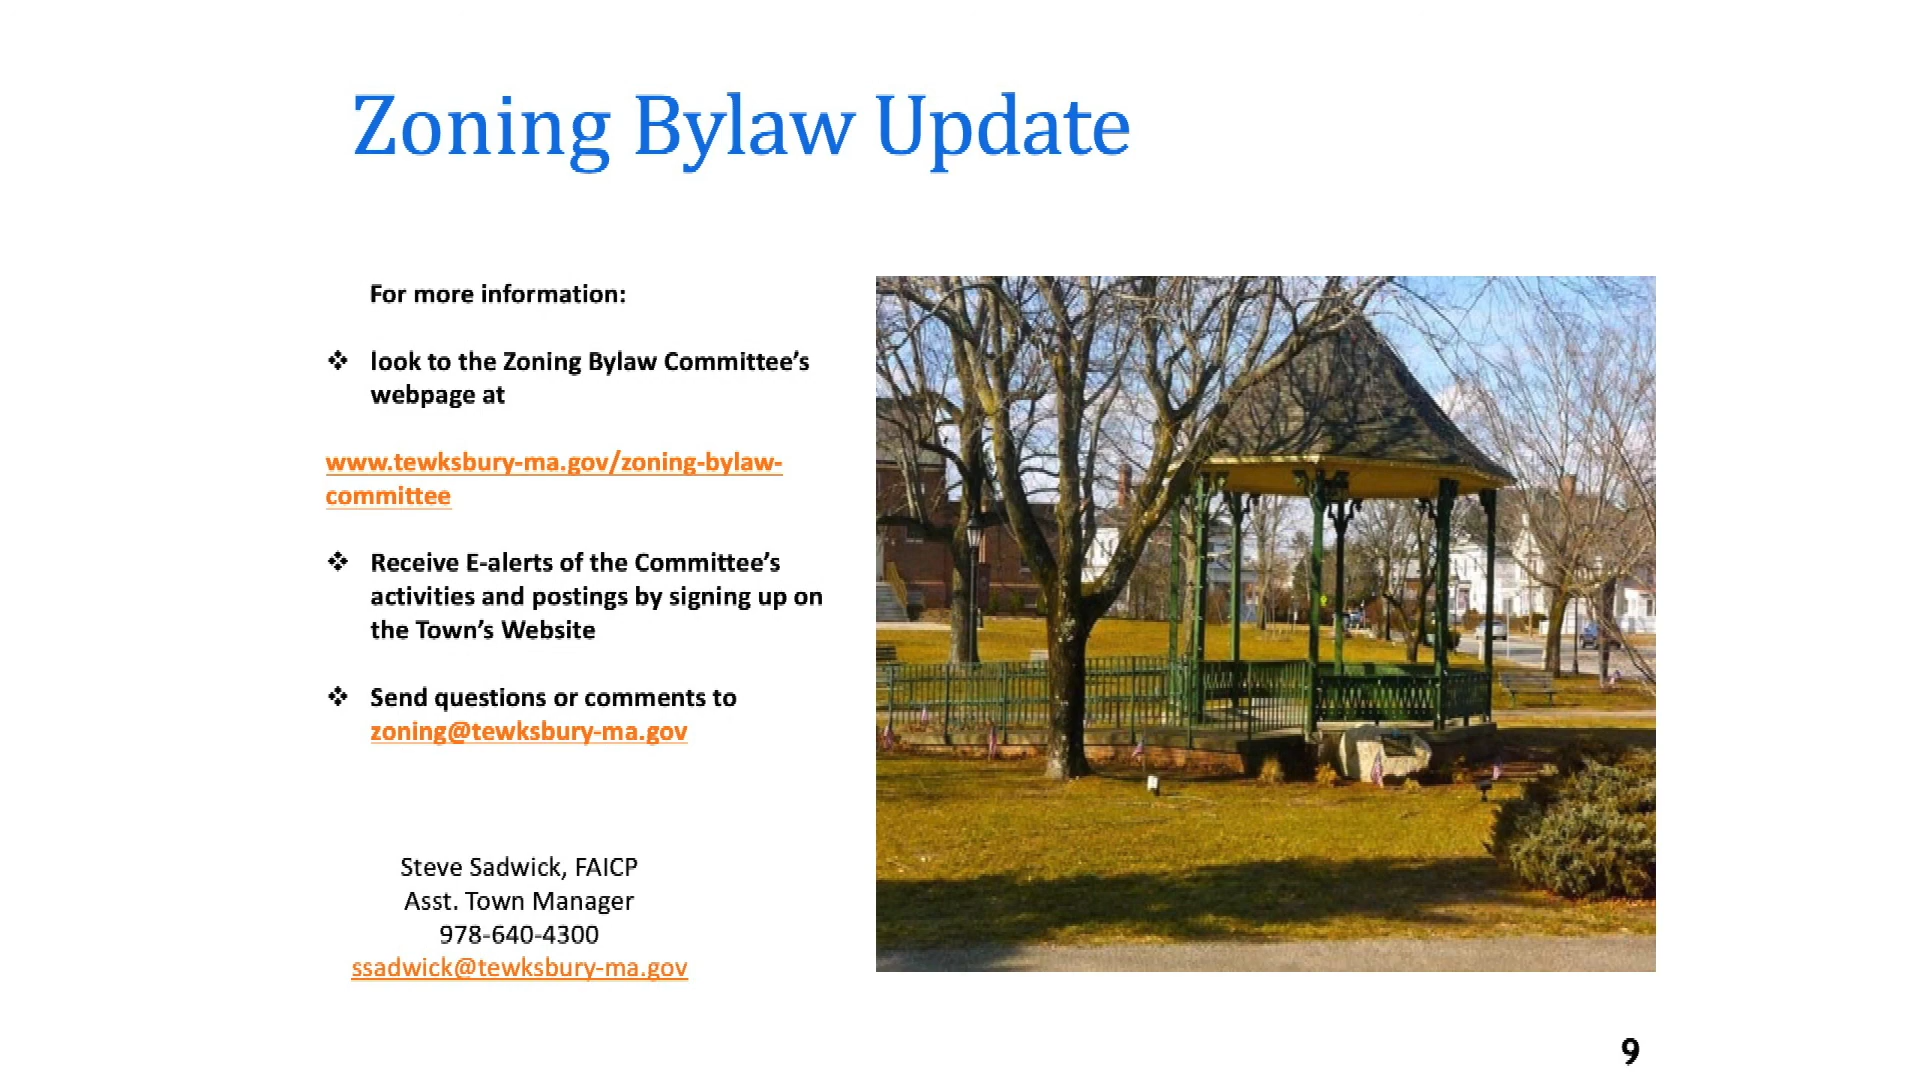 Zoning Bylaw Update
For more information:
❖ look to the Zoning Bylaw Committee’s
webpage at
www.tewksbury-ma.gov/zoning-bylaw-
committee
❖ Receive E-alerts of the Committee’s
activities and postings by signing up on
the Town’s Website
❖ Send questions or comments to
zoning@tewksbury-ma.gov
Steve Sadwick, FAICP
Asst. Town Manager
978-640-4300
ssadwick@tewksbury-ma.gov
9